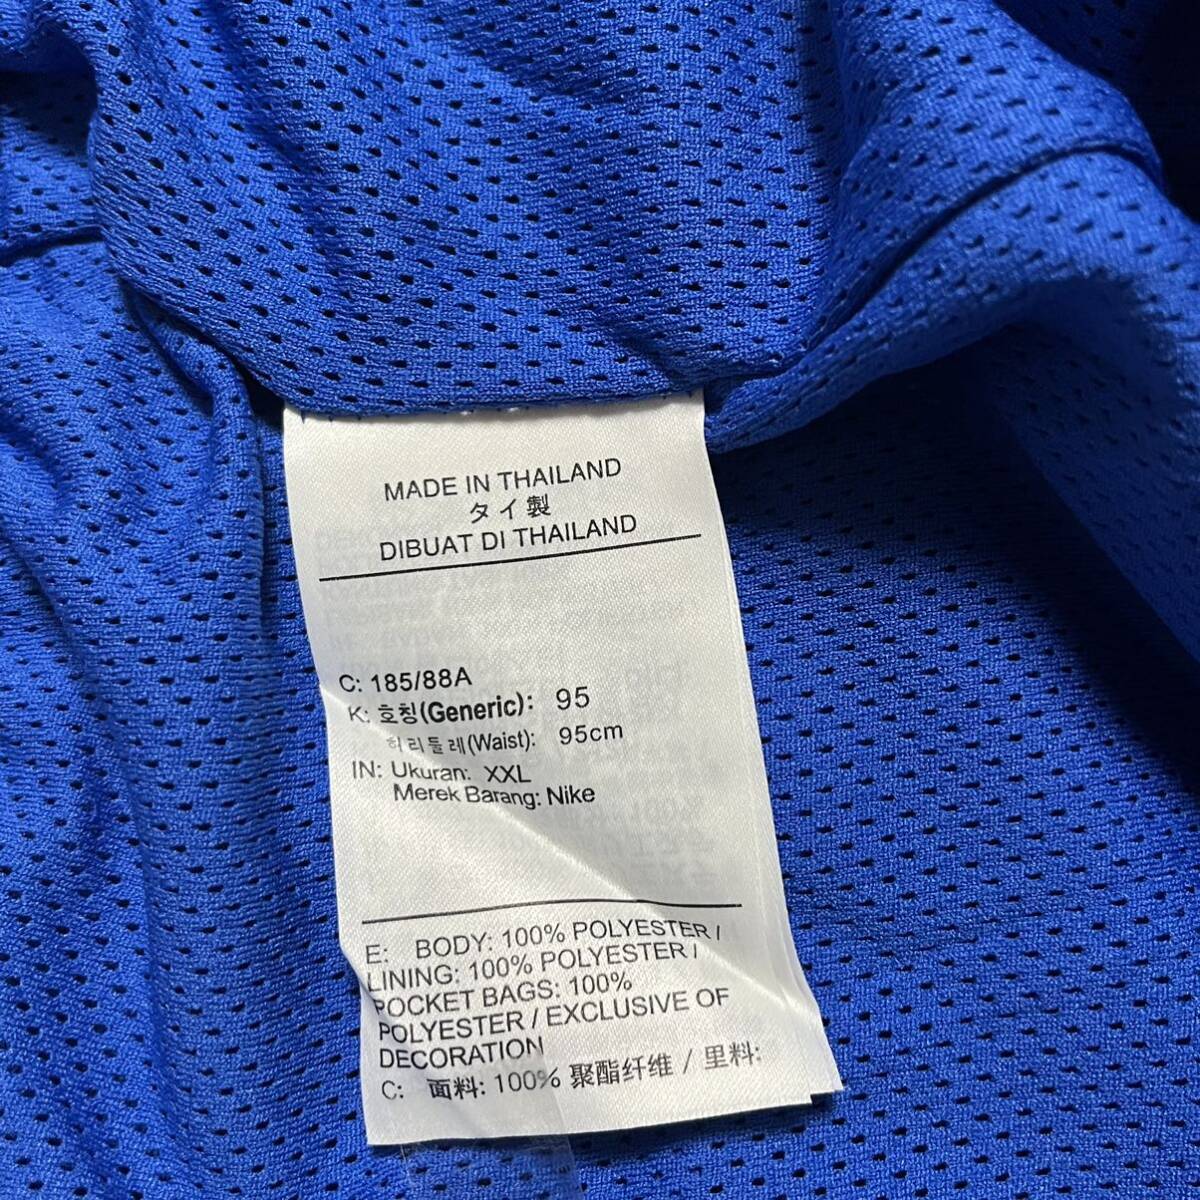 MADE IN THAILAND
タイ製
DIBUAT DI THAILAND
C: 185/88A
K: 호칭(Generic): 95
허리둘레(Waist): 95cm
IN: Ukuran: XXL
Merek Barang: Nike
E: BODY: 100% POLYESTER /
LINING: 100% POLYESTER /
POCKET BAGS: 100%
POLYESTER / EXCLUSIVE OF
DECORATION
C: 面料: 100% 聚酯纤维 / 里料: